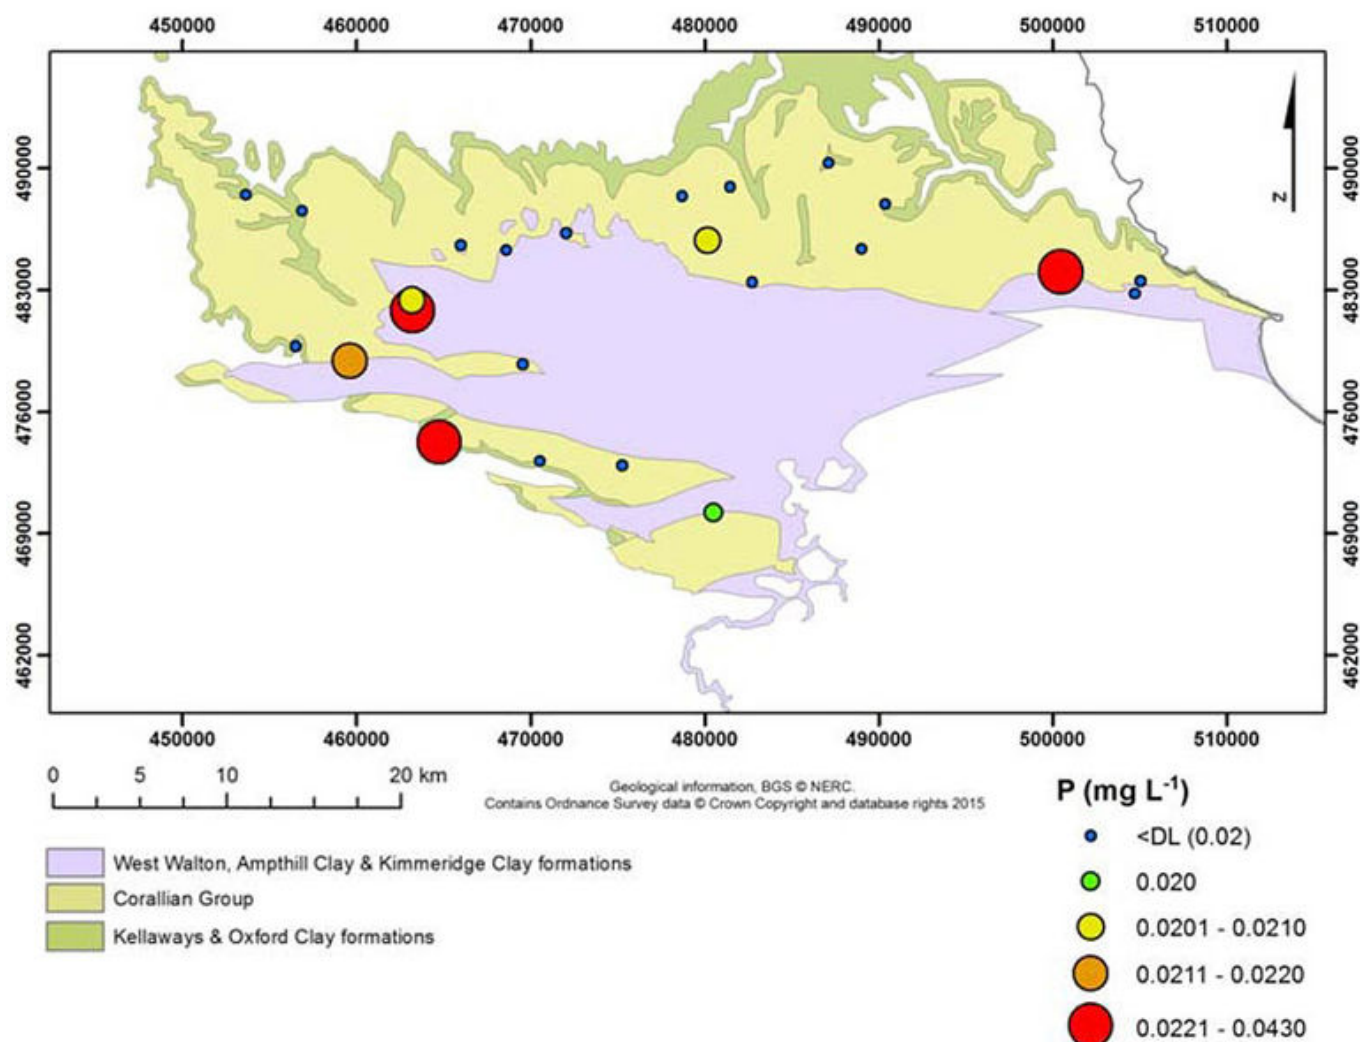 450000 460000 470000 480000 490000 500000 510000
490000 490000
483000 483000
476000 476000
469000 469000
462000 462000
N
450000 460000 470000 480000 490000 500000 510000
0 5 10 20 km
Geological information, BGS © NERC.
Contains Ordnance Survey data © Crown Copyright and database rights 2015
P (mg L-1)
<DL (0.02)
0.020
0.0201 - 0.0210
0.0211 - 0.0220
0.0221 - 0.0430
West Walton, Ampthill Clay & Kimmeridge Clay formations
Corallian Group
Kellaways & Oxford Clay formations